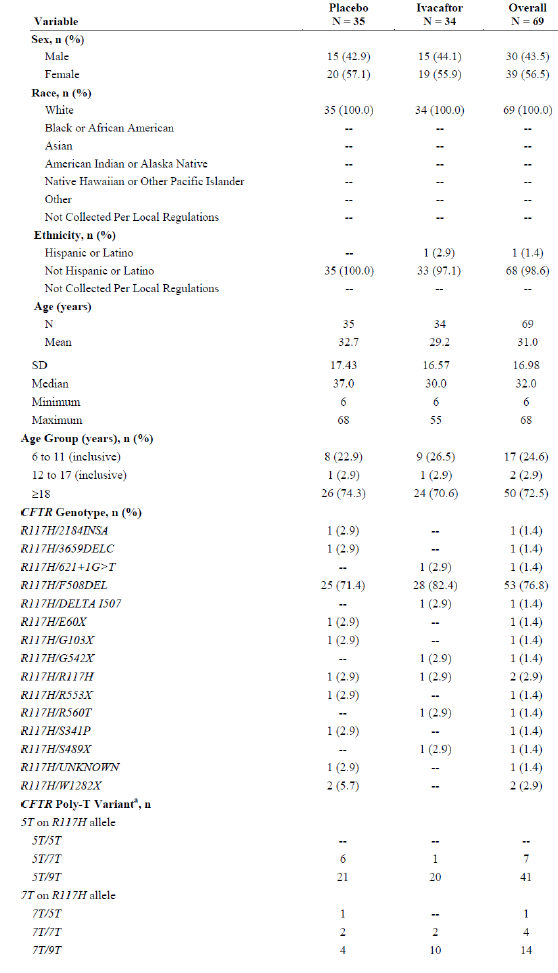 Placebo Ivacaftor Overall
Variable N = 35 N = 34 N = 69
Sex, n (%)
Male 15 (42.9) 15 (44.1) 30 (43.5)
Female 20 (57.1) 19 (55.9) 39 (56.5)
Race, n (%)
White 35 (100.0) 34 (100.0) 69 (100.0)
Black or African American -- -- --
Asian -- -- --
American Indian or Alaska Native -- -- --
Native Hawaiian or Other Pacific Islander -- -- --
Other -- -- --
Not Collected Per Local Regulations -- -- --
Ethnicity, n (%)
Hispanic or Latino -- 1 (2.9) 1 (1.4)
Not Hispanic or Latino 35 (100.0) 33 (97.1) 68 (98.6)
Not Collected Per Local Regulations -- -- --
Age (years)
N 35 34 69
Mean 32.7 29.2 31.0
SD 17.43 16.57 16.98
Median 37.0 30.0 32.0
Minimum 6 6 6
Maximum 68 55 68
Age Group (years), n (%)
6 to 11 (inclusive) 8 (22.9) 9 (26.5) 17 (24.6)
12 to 17 (inclusive) 1 (2.9) 1 (2.9) 2 (2.9)
≥18 26 (74.3) 24 (70.6) 50 (72.5)
CFTR Genotype, n (%)
R117H/2184INSA 1 (2.9) -- 1 (1.4)
R117H/3659DELC 1 (2.9) -- 1 (1.4)
R117H/621+1G>T -- 1 (2.9) 1 (1.4)
R117H/F508DEL 25 (71.4) 28 (82.4) 53 (76.8)
R117H/DELTA I507 -- 1 (2.9) 1 (1.4)
R117H/E60X 1 (2.9) -- 1 (1.4)
R117H/G103X 1 (2.9) -- 1 (1.4)
R117H/G542X -- 1 (2.9) 1 (1.4)
R117H/R117H 1 (2.9) 1 (2.9) 2 (2.9)
R117H/R553X 1 (2.9) -- 1 (1.4)
R117H/R560T -- 1 (2.9) 1 (1.4)
R117H/S341P 1 (2.9) -- 1 (1.4)
R117H/S489X -- 1 (2.9) 1 (1.4)
R117H/UNKNOWN 1 (2.9) -- 1 (1.4)
R117H/W1282X 2 (5.7) -- 2 (2.9)
CFTR Poly-T Variantᵃ, n
5T on R117H allele
5T/5T -- -- --
5T/7T 6 1 7
5T/9T 21 20 41
7T on R117H allele
7T/5T 1 -- 1
7T/7T 2 2 4
7T/9T 4 10 14